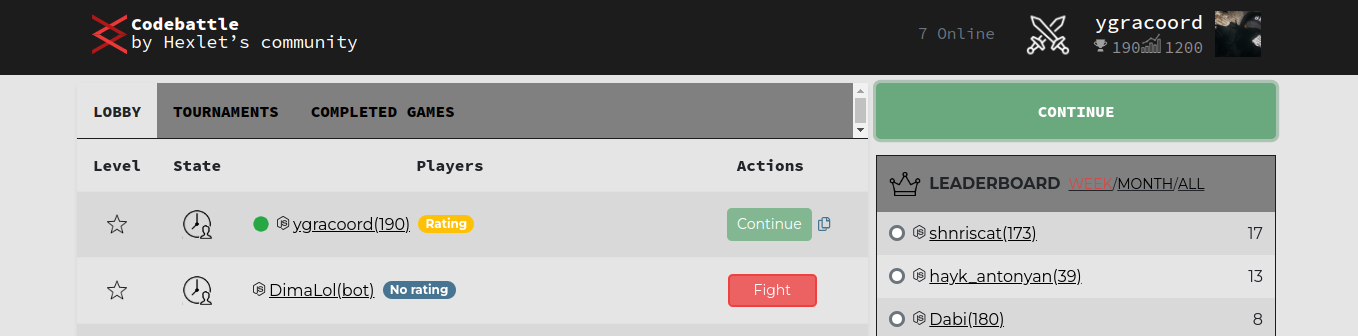 Codebattle
by Hexlet's community
7 Online
ygracoord
190 1200
LOBBY TOURNAMENTS COMPLETED GAMES
CONTINUE
Level State Players Actions
ygracoord(190) Rating Continue
DimaLol(bot) No rating Fight
LEADERBOARD WEEK/MONTH/ALL
shnriscat(173) 17
hayk_antonyan(39) 13
Dabi(180) 8